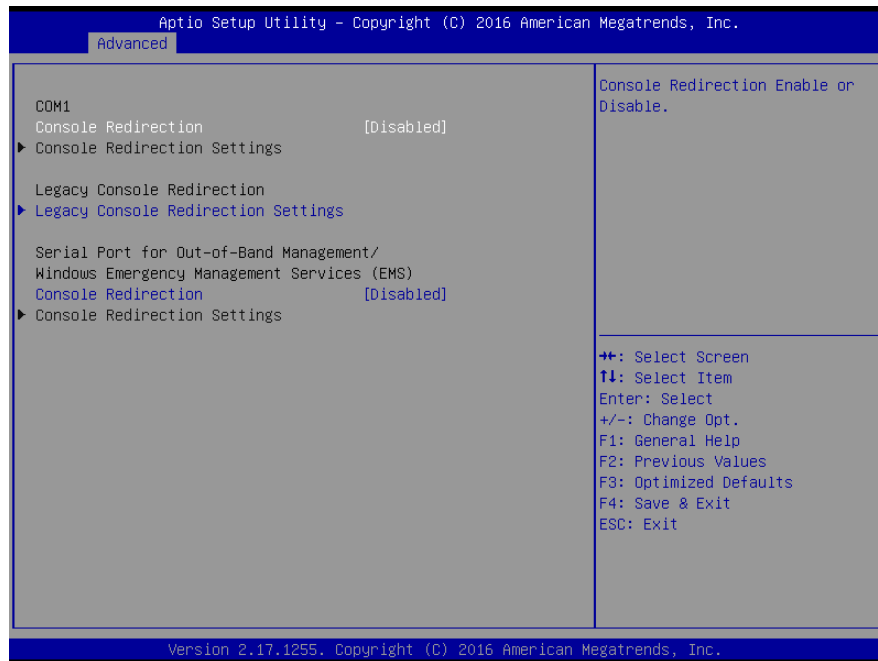 Aptio Setup Utility – Copyright (C) 2016 American Megatrends, Inc.
Advanced
COM1
Console Redirection [Disabled]
Console Redirection Settings
Legacy Console Redirection
Legacy Console Redirection Settings
Serial Port for Out-of-Band Management/
Windows Emergency Management Services (EMS)
Console Redirection [Disabled]
Console Redirection Settings
Console Redirection Enable or
Disable.
→←: Select Screen
↑↓: Select Item
Enter: Select
+/-: Change Opt.
F1: General Help
F2: Previous Values
F3: Optimized Defaults
F4: Save & Exit
ESC: Exit
Version 2.17.1255. Copyright (C) 2016 American Megatrends, Inc.